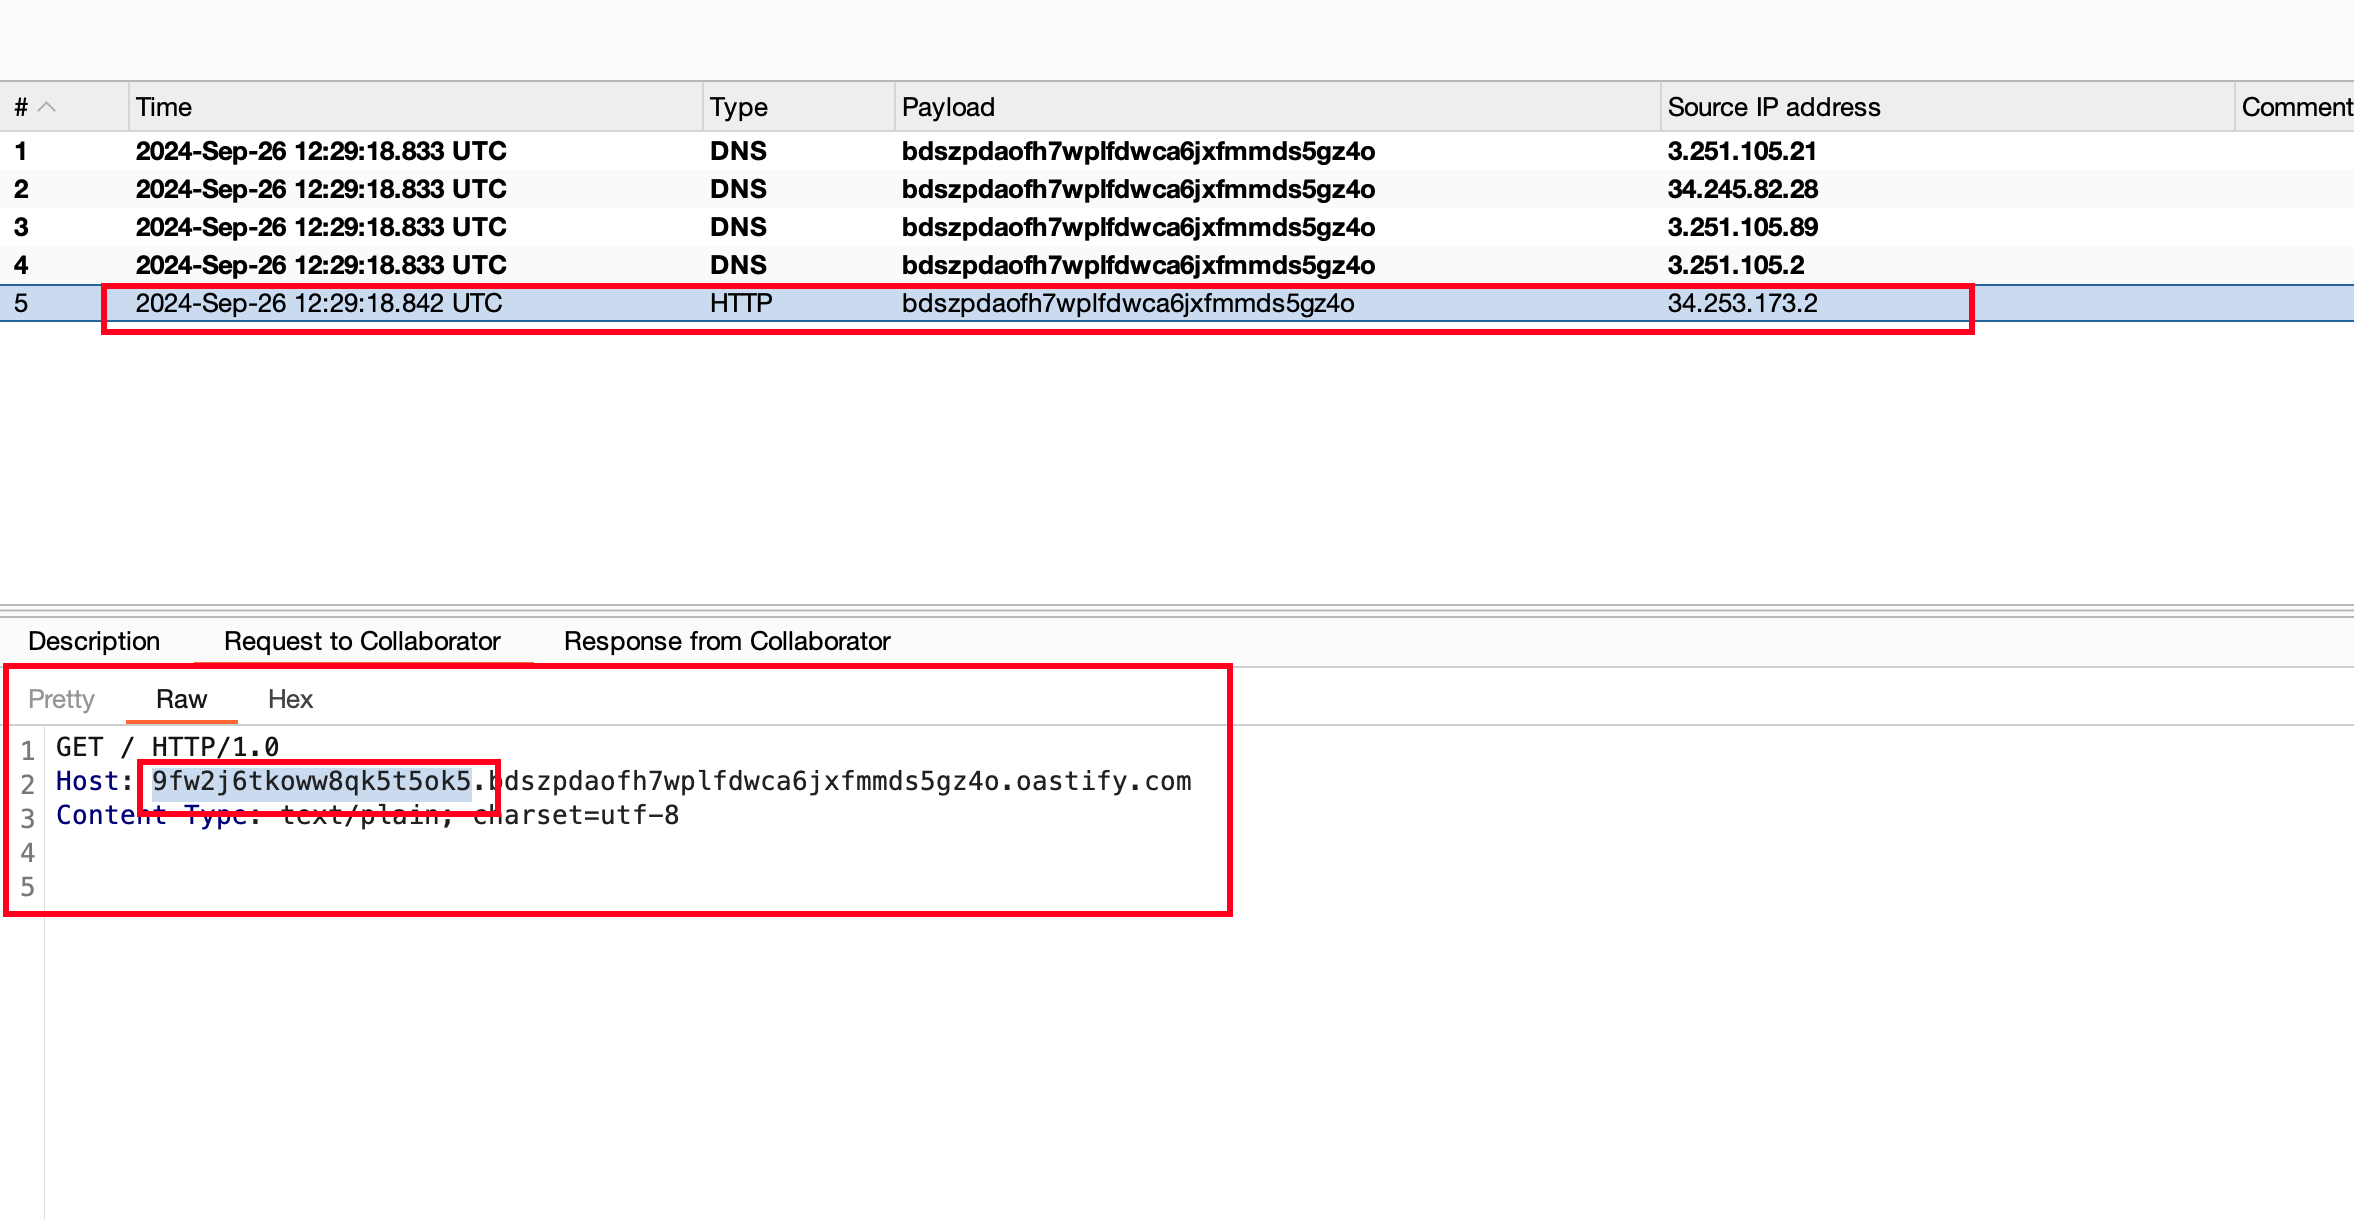 # Time Type Payload Source IP address Comment
1 2024-Sep-26 12:29:18.833 UTC DNS bdszpdaofh7wplfdwca6jxfmmds5gz4o 3.251.105.21
2 2024-Sep-26 12:29:18.833 UTC DNS bdszpdaofh7wplfdwca6jxfmmds5gz4o 34.245.82.28
3 2024-Sep-26 12:29:18.833 UTC DNS bdszpdaofh7wplfdwca6jxfmmds5gz4o 3.251.105.89
4 2024-Sep-26 12:29:18.833 UTC DNS bdszpdaofh7wplfdwca6jxfmmds5gz4o 3.251.105.2
5 2024-Sep-26 12:29:18.842 UTC HTTP bdszpdaofh7wplfdwca6jxfmmds5gz4o 34.253.173.2
Description Request to Collaborator Response from Collaborator
Pretty Raw Hex
1 GET / HTTP/1.0
2 Host: 9fw2j6tkoww8qk5t5ok5.bdszpdaofh7wplfdwca6jxfmmds5gz4o.oastify.com
3 Content-Type: text/plain; charset=utf-8
4
5